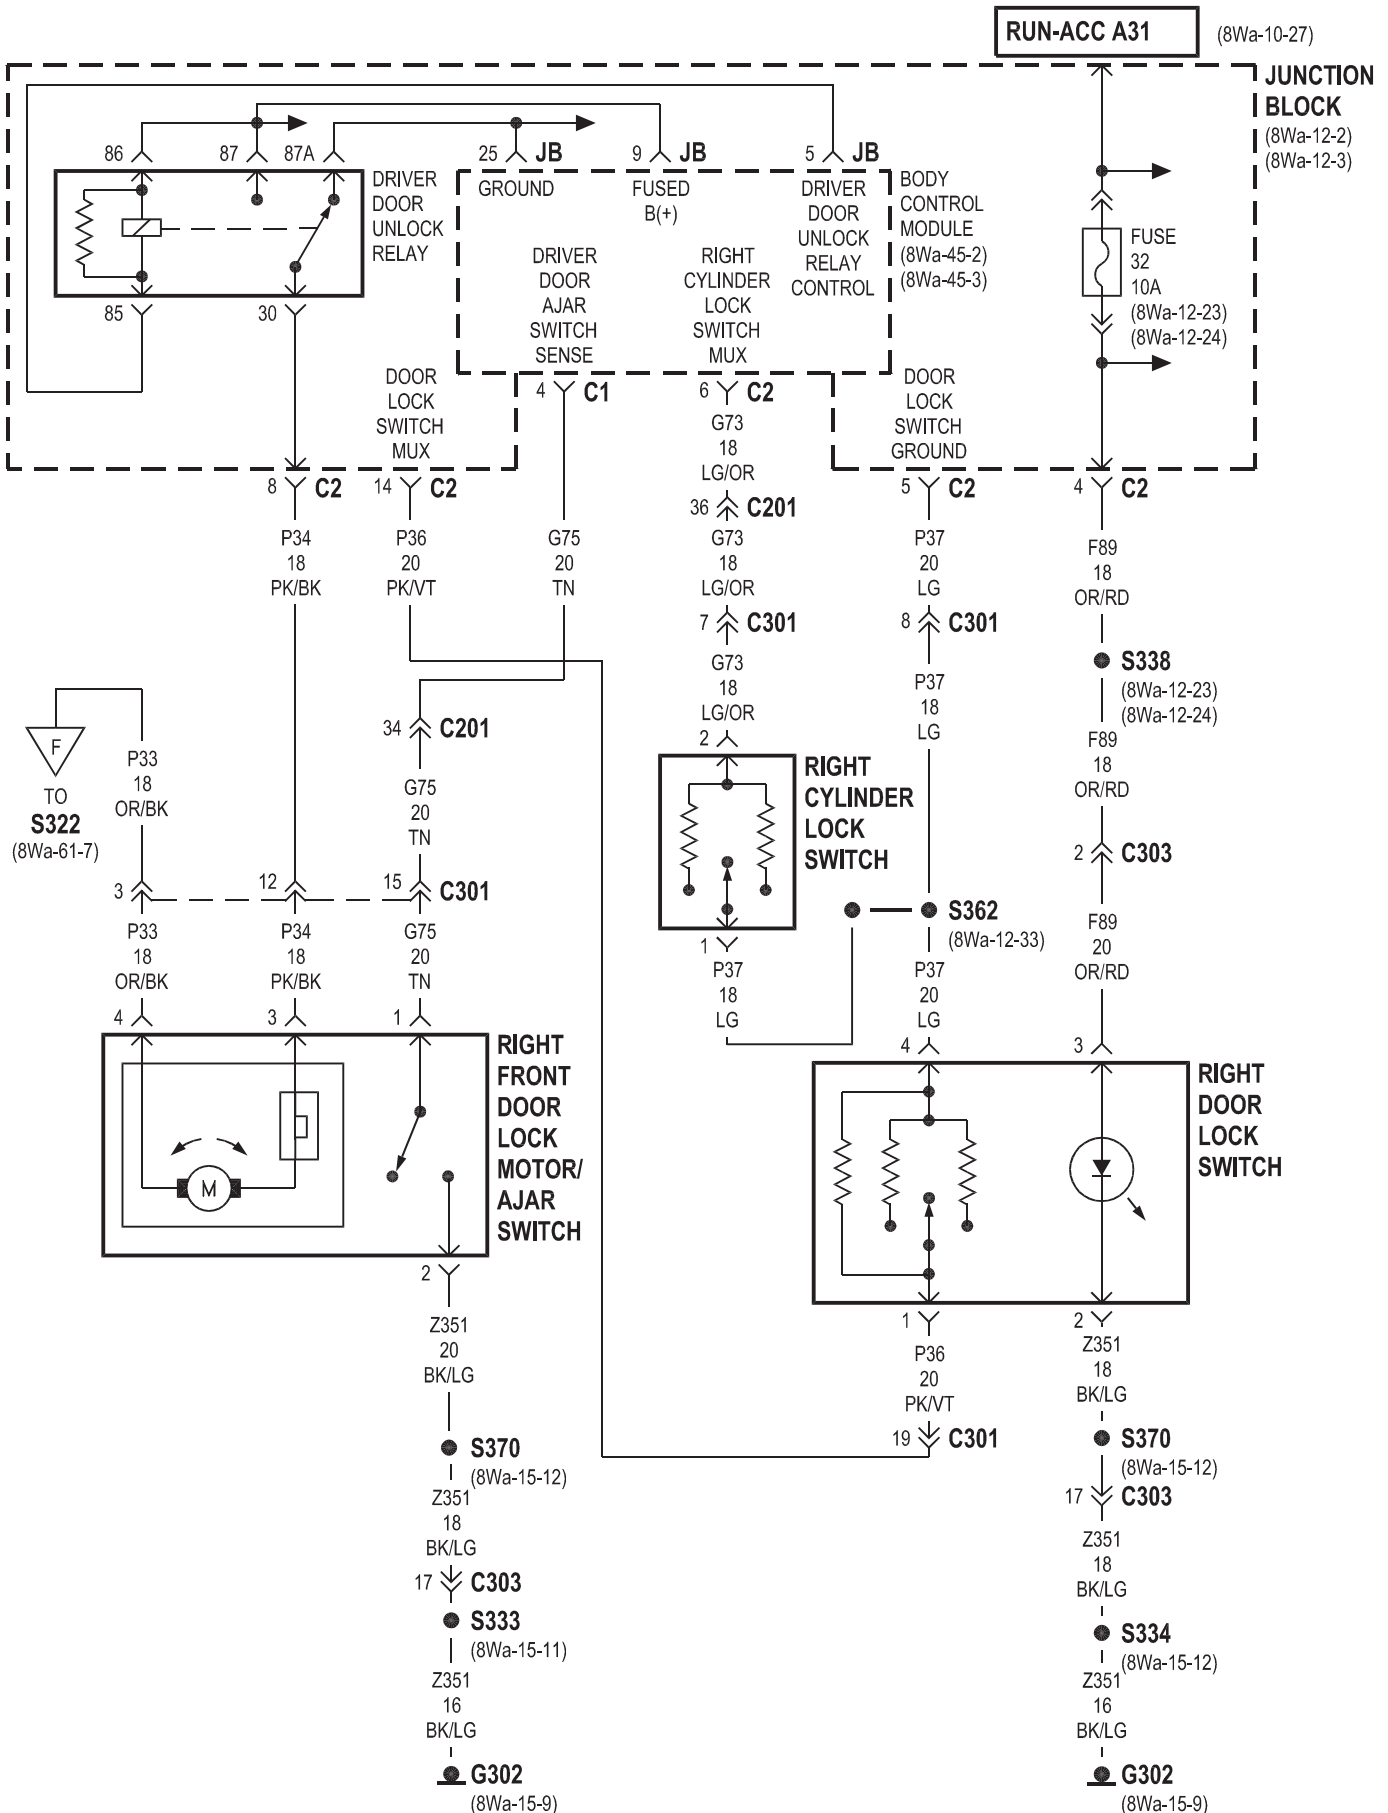 RUN-ACC A31
(8Wa-10-27)
JUNCTION
BLOCK
(8Wa-12-2)
(8Wa-12-3)
86
87
87A
25
JB
9
JB
5
JB
DRIVER
DOOR
UNLOCK
RELAY
GROUND
FUSED
B(+)
DRIVER
DOOR
UNLOCK
RELAY
CONTROL
BODY
CONTROL
MODULE
(8Wa-45-2)
(8Wa-45-3)
FUSE
32
10A
(8Wa-12-23)
(8Wa-12-24)
DRIVER
DOOR
AJAR
SWITCH
SENSE
RIGHT
CYLINDER
LOCK
SWITCH
MUX
85
30
DOOR
LOCK
SWITCH
MUX
4
C1
6
C2
DOOR
LOCK
SWITCH
GROUND
G73
18
LG/OR
8
C2
14
C2
36
C201
5
C2
4
C2
P34
18
PK/BK
P36
20
PK/VT
G75
20
TN
G73
18
LG/OR
P37
20
LG
F89
18
OR/RD
7
C301
8
C301
G73
18
LG/OR
P37
18
LG
S338
(8Wa-12-23)
(8Wa-12-24)
F
TO
S322
(8Wa-61-7)
P33
18
OR/BK
34
C201
G75
20
TN
2
RIGHT
CYLINDER
LOCK
SWITCH
F89
18
OR/RD
2
C303
3
12
15
C301
P33
18
OR/BK
P34
18
PK/BK
G75
20
TN
1
P37
18
LG
S362
(8Wa-12-33)
P37
20
LG
F89
20
OR/RD
4
3
1
4
3
RIGHT
FRONT
DOOR
LOCK
MOTOR/
AJAR
SWITCH
M
RIGHT
DOOR
LOCK
SWITCH
2
Z351
20
BK/LG
1
2
P36
20
PK/VT
Z351
18
BK/LG
S370
(8Wa-15-12)
19
C301
S370
(8Wa-15-12)
Z351
18
BK/LG
17
C303
17
C303
Z351
18
BK/LG
S333
(8Wa-15-11)
S334
(8Wa-15-12)
Z351
16
BK/LG
Z351
16
BK/LG
G302
(8Wa-15-9)
G302
(8Wa-15-9)